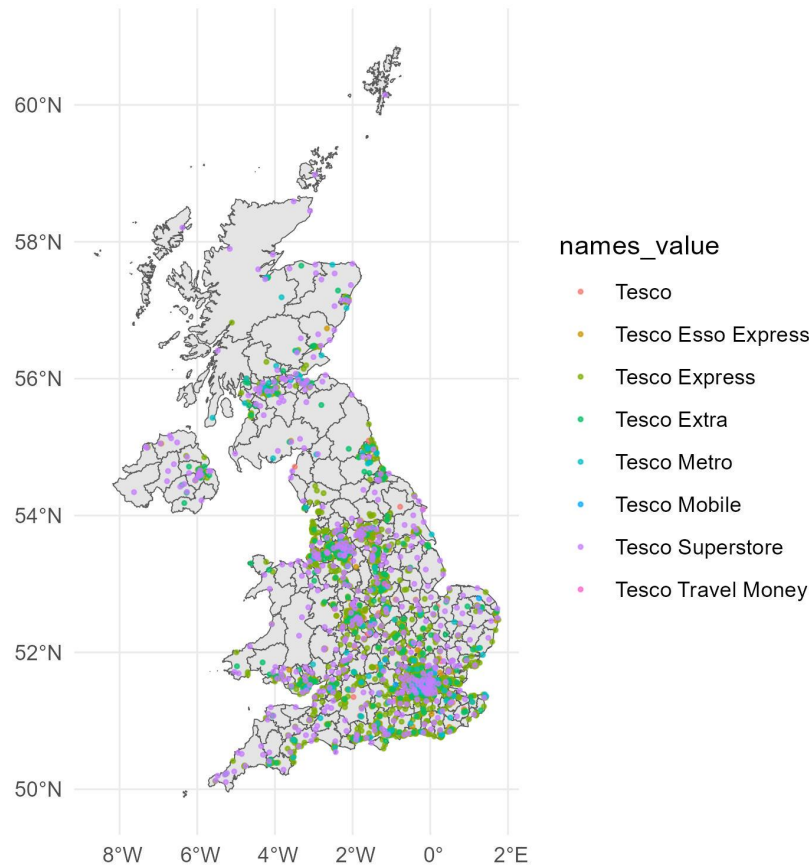 60°N
58°N
56°N
54°N
52°N
50°N
8°W 6°W 4°W 2°W 0° 2°E
names_value
Tesco
Tesco Esso Express
Tesco Express
Tesco Extra
Tesco Metro
Tesco Mobile
Tesco Superstore
Tesco Travel Money